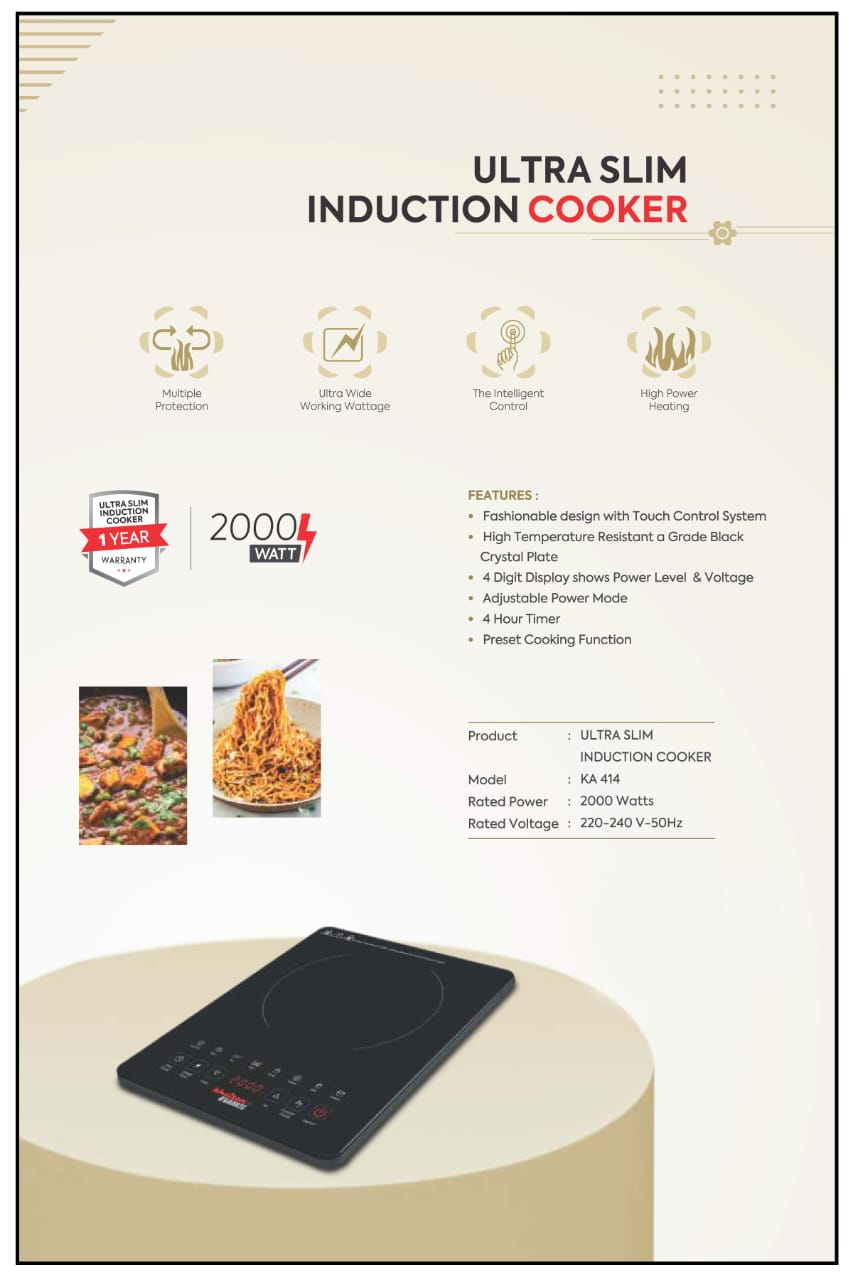 ULTRA SLIM
INDUCTION COOKER
Multiple
Protection
Ultra Wide
Working Wattage
The Intelligent
Control
High Power
Heating
ULTRA SLIM
INDUCTION
COOKER
1 YEAR
WARRANTY
2000
WATT
FEATURES :
• Fashionable design with Touch Control System
• High Temperature Resistant a Grade Black
Crystal Plate
• 4 Digit Display shows Power Level & Voltage
• Adjustable Power Mode
• 4 Hour Timer
• Preset Cooking Function
Product : ULTRA SLIM
INDUCTION COOKER
Model : KA 414
Rated Power : 2000 Watts
Rated Voltage : 220-240 V-50Hz
2000